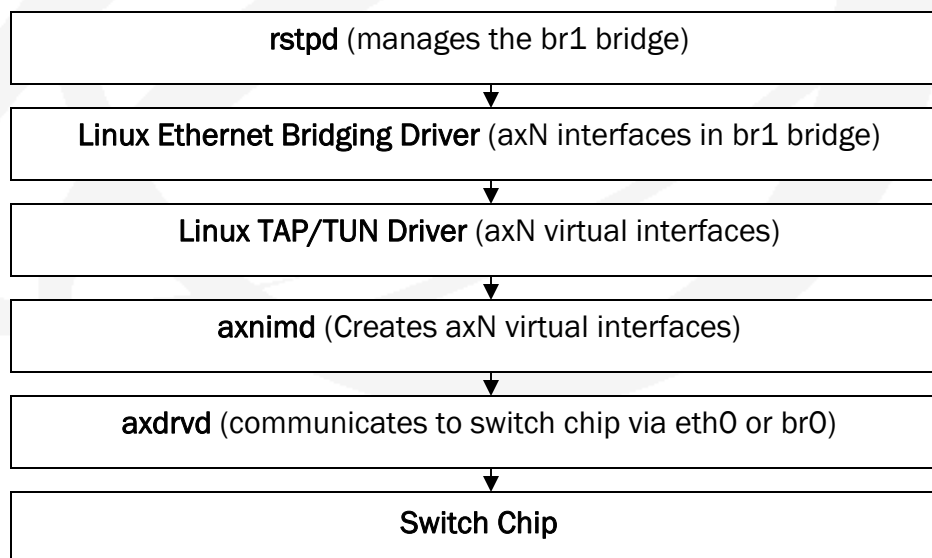 rstpd (manages the br1 bridge)
Linux Ethernet Bridging Driver (axN interfaces in br1 bridge)
Linux TAP/TUN Driver (axN virtual interfaces)
axnimd (Creates axN virtual interfaces)
axdrvd (communicates to switch chip via eth0 or br0)
Switch Chip